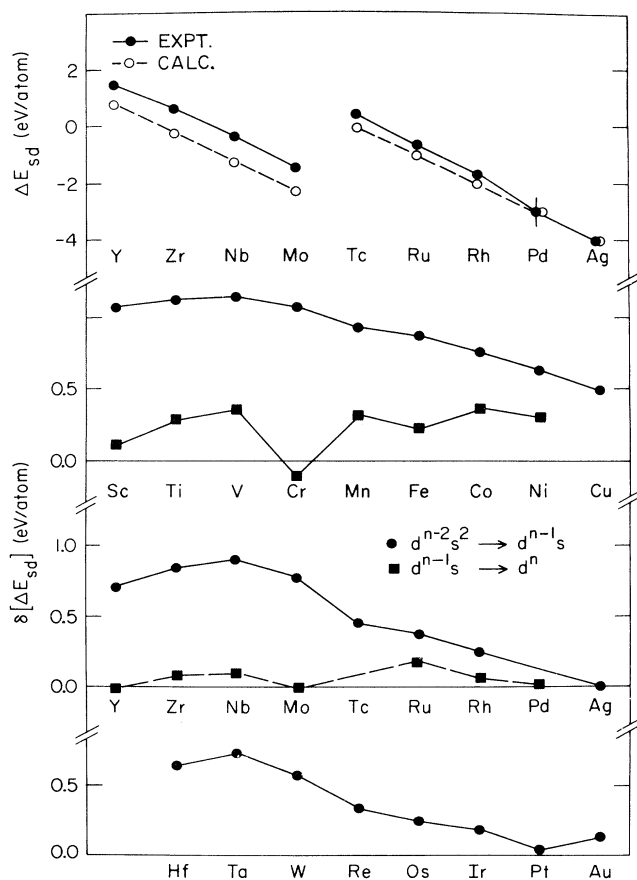 EXPT.
CALC.
ΔE_sd (eV/atom)
2
0
-2
-4
Y Zr Nb Mo Tc Ru Rh Pd Ag
0.5
0.0
Sc Ti V Cr Mn Fe Co Ni Cu
δ[ΔE_sd] (eV/atom)
1.0
d^{n-2}s^2 → d^{n-1}s
d^{n-1}s → d^n
0.5
0.0
Y Zr Nb Mo Tc Ru Rh Pd Ag
0.5
0.0
Hf Ta W Re Os Ir Pt Au